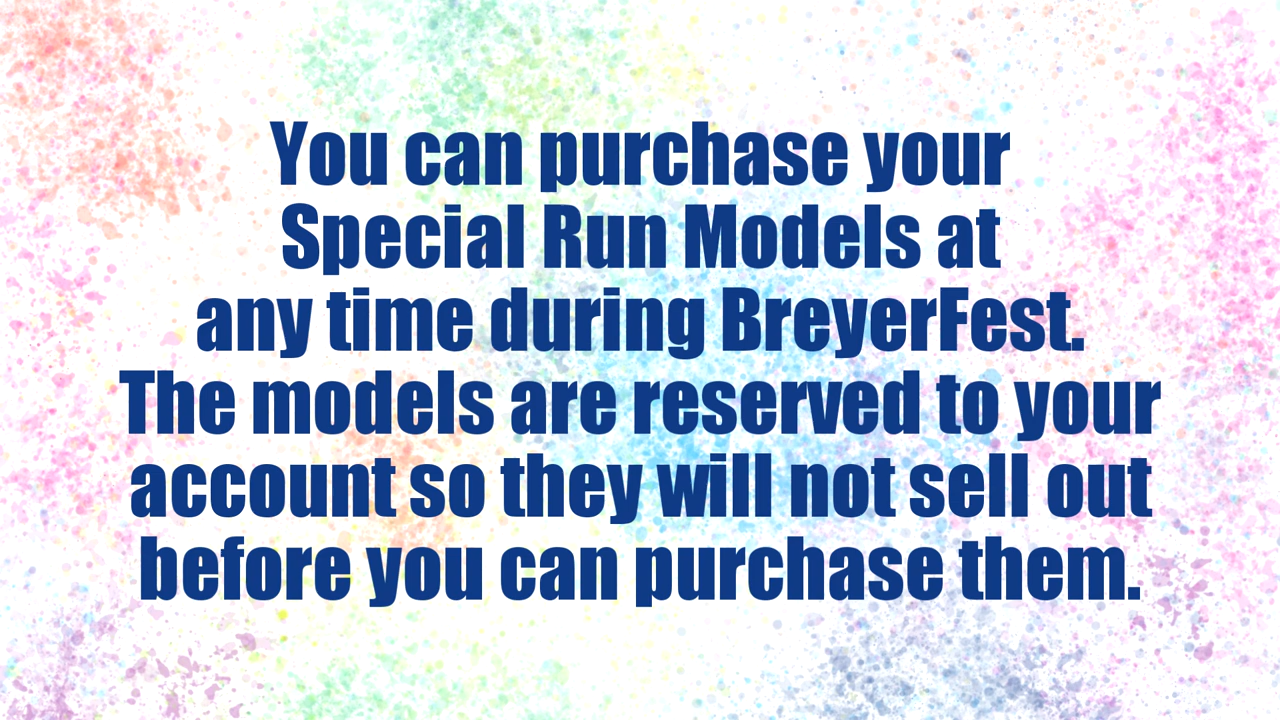 You can purchase your
Special Run Models at
any time during BreyerFest.
The models are reserved to your
account so they will not sell out
before you can purchase them.